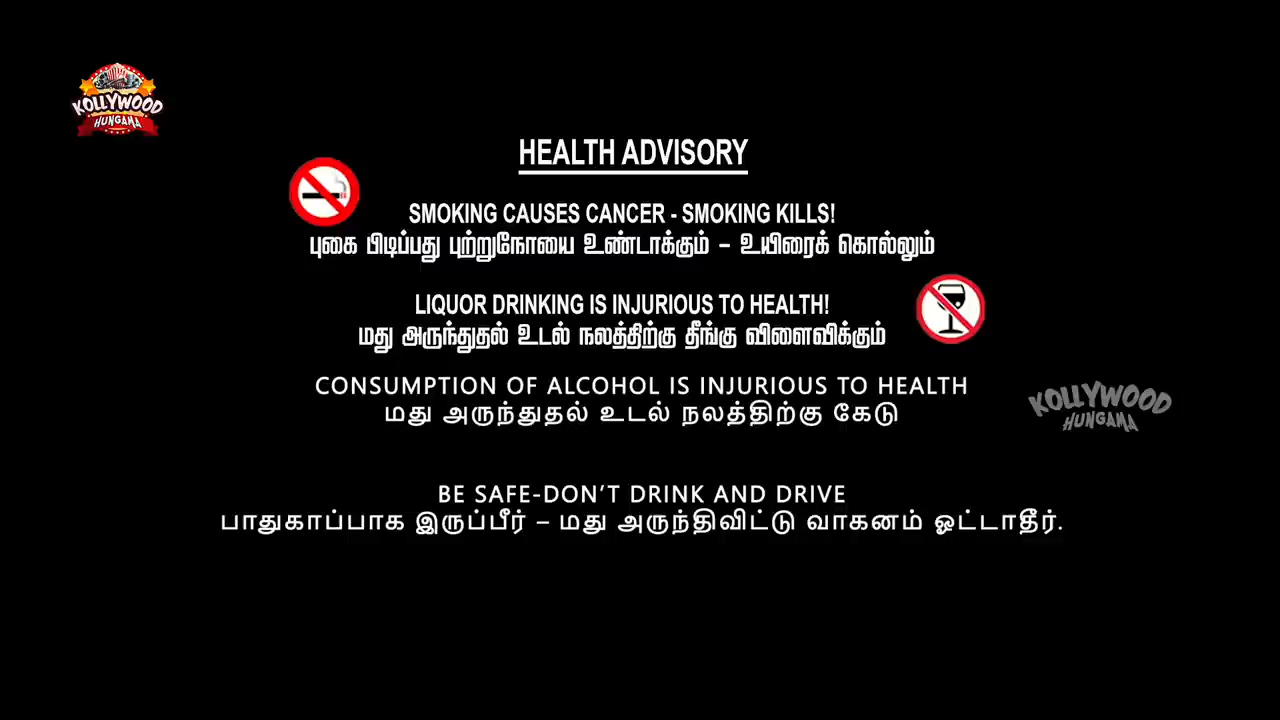 KOLLYWOOD
HUNGAMA
HEALTH ADVISORY
SMOKING CAUSES CANCER - SMOKING KILLS!
புகை பிடிப்பது புற்றுநோயை உண்டாக்கும் – உயிரைக் கொல்லும்
LIQUOR DRINKING IS INJURIOUS TO HEALTH!
மது அருந்துதல் உடல் நலத்திற்கு தீங்கு விளைவிக்கும்
CONSUMPTION OF ALCOHOL IS INJURIOUS TO HEALTH
மது அருந்துதல் உடல் நலத்திற்கு கேடு
KOLLYWOOD
HUNGAMA
BE SAFE-DON’T DRINK AND DRIVE
பாதுகாப்பாக இருப்பீர் – மது அருந்திவிட்டு வாகனம் ஓட்டாதீர்.